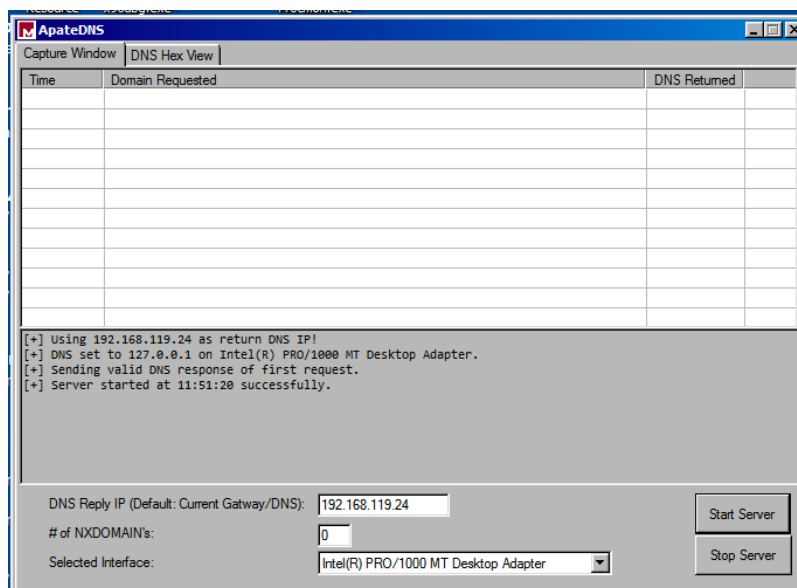 ApateDNS
Capture Window DNS Hex View
Time Domain Requested DNS Returned
[+] Using 192.168.119.24 as return DNS IP!
[+] DNS set to 127.0.0.1 on Intel(R) PRO/1000 MT Desktop Adapter.
[+] Sending valid DNS response of first request.
[+] Server started at 11:51:20 successfully.
DNS Reply IP (Default: Current Gatway/DNS): 192.168.119.24
Start Server
# of NXDOMAIN's: 0
Stop Server
Selected Interface: Intel(R) PRO/1000 MT Desktop Adapter